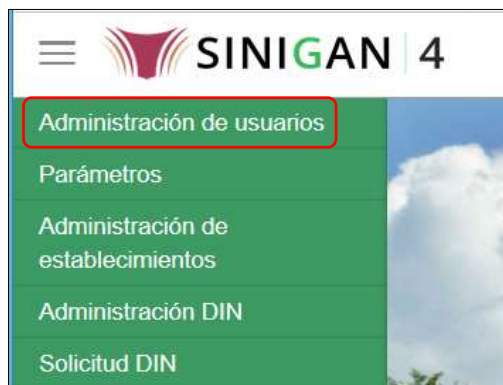 SINIGAN 4
Administración de usuarios
Parámetros
Administración de
establecimientos
Administración DIN
Solicitud DIN